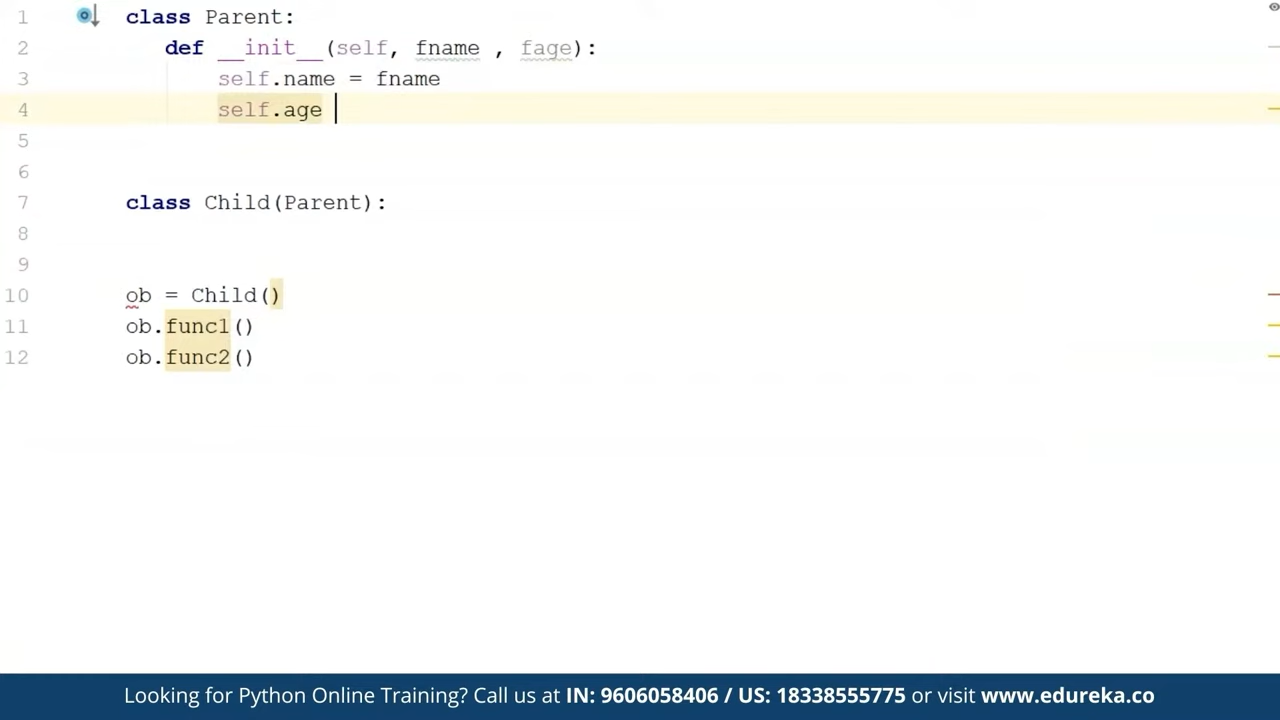 1 class Parent:
2 def __init__(self, fname , fage):
3 self.name = fname
4 self.age
5
6
7 class Child(Parent):
8
9
10 ob = Child()
11 ob.func1()
12 ob.func2()
Looking for Python Online Training? Call us at IN: 9606058406 / US: 18338555775 or visit www.edureka.co